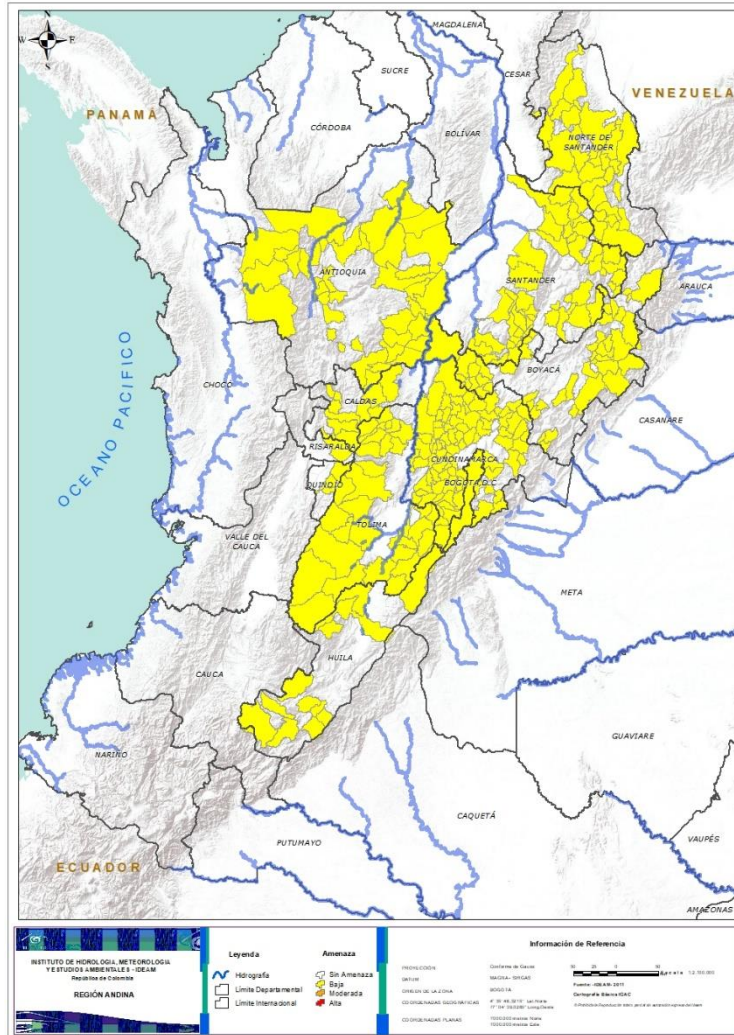 N
W
E
S
MAGDALENA
SUCRE
CESAR
VENEZUELA
PANAMÁ
CÓRDOBA
BOLÍVAR
NORTE DE
SANTANDER
ANTIOQUIA
SANTANDER
ARAUCA
BOYACÁ
OCEANO PACIFICO
CHOCÓ
CALDAS
CASANARE
RISARALDA
CUNDINAMARCA
QUINDÍO
BOGOTÁ D.C.
TOLIMA
VALLE DEL
CAUCA
META
HUILA
CAUCA
GUAVIARE
NARIÑO
CAQUETÁ
VAUPÉS
PUTUMAYO
ECUADOR
AMAZONAS
INSTITUTO DE HIDROLOGIA, METEOROLOGIA
Y ESTUDIOS AMBIENTALES - IDEAM
República de Colombia
REGIÓN ANDINA
Leyenda
Hidrografía
Límite Departamental
Límite Internacional
Amenaza
Sin Amenaza
Baja
Moderada
Alta
Información de Referencia
PROYECCIÓN
Conforme de Gauss
DATUM
MAGNA - SIRGAS
ORIGEN DE LA ZONA
BOGOTÁ
COORDENADAS GEOGRÁFICAS
COORDENADAS PLANAS
Escala
Fuente: IDEAM- 2011
Cartografía Básica IGAC